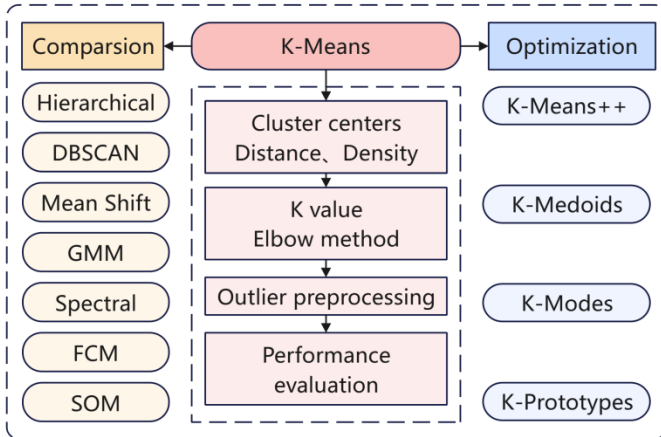 Comparsion
K-Means
Optimization
Hierarchical
DBSCAN
Mean Shift
GMM
Spectral
FCM
SOM
Cluster centers
Distance、Density
K value
Elbow method
Outlier preprocessing
Performance
evaluation
K-Means++
K-Medoids
K-Modes
K-Prototypes